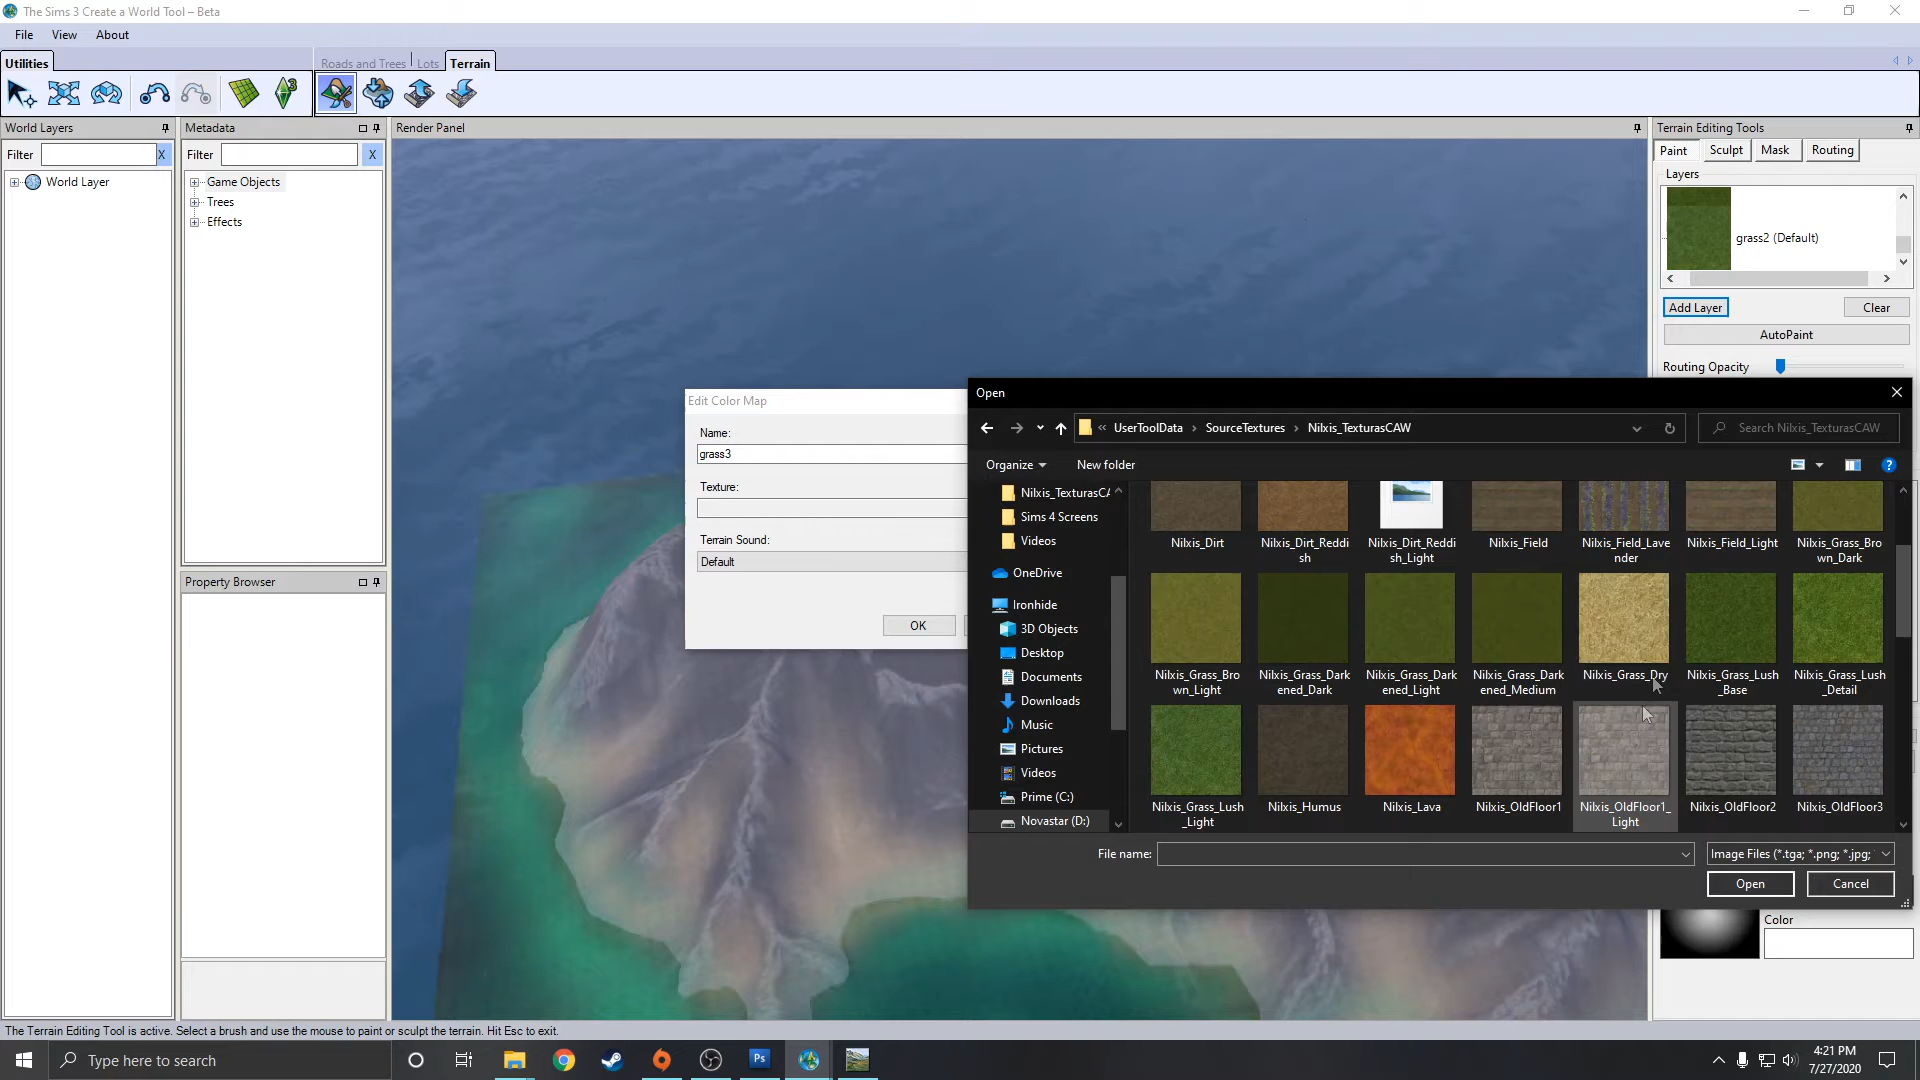 The Sims 3 Create a World Tool – Beta
File View About
Utilities Roads and Trees Lots Terrain
World Layers
Filter X
World Layer
Metadata
Filter X
Game Objects
Trees
Effects
Property Browser
Render Panel
Edit Color Map
Name:
grass3
Texture:
Terrain Sound:
Default
OK
Terrain Editing Tools
Paint Sculpt Mask Routing
Layers
grass2 (Default)
Add Layer Clear
AutoPaint
Routing Opacity
Open
« UserToolData › SourceTextures › Nilxis_TexturasCAW
Search Nilxis_TexturasCAW
Organize New folder
Nilxis_TexturasCA
Sims 4 Screens
Videos
OneDrive
Ironhide
3D Objects
Desktop
Documents
Downloads
Music
Pictures
Videos
Prime (C:)
Novastar (D:)
Nilxis_Dirt
Nilxis_Dirt_Reddi
sh
Nilxis_Dirt_Reddi
sh_Light
Nilxis_Field
Nilxis_Field_Lave
nder
Nilxis_Field_Light
Nilxis_Grass_Bro
wn_Dark
Nilxis_Grass_Bro
wn_Light
Nilxis_Grass_Dark
ened_Dark
Nilxis_Grass_Dark
ened_Light
Nilxis_Grass_Dark
ened_Medium
Nilxis_Grass_Dry
Nilxis_Grass_Lush
_Base
Nilxis_Grass_Lush
_Detail
Nilxis_Grass_Lush
_Light
Nilxis_Humus
Nilxis_Lava
Nilxis_OldFloor1
Nilxis_OldFloor1_
Light
Nilxis_OldFloor2
Nilxis_OldFloor3
File name:
Image Files (*.tga; *.png; *.jpg;
Open Cancel
Color
The Terrain Editing Tool is active. Select a brush and use the mouse to paint or sculpt the terrain. Hit Esc to exit.
Type here to search
Ps
4:21 PM
7/27/2020